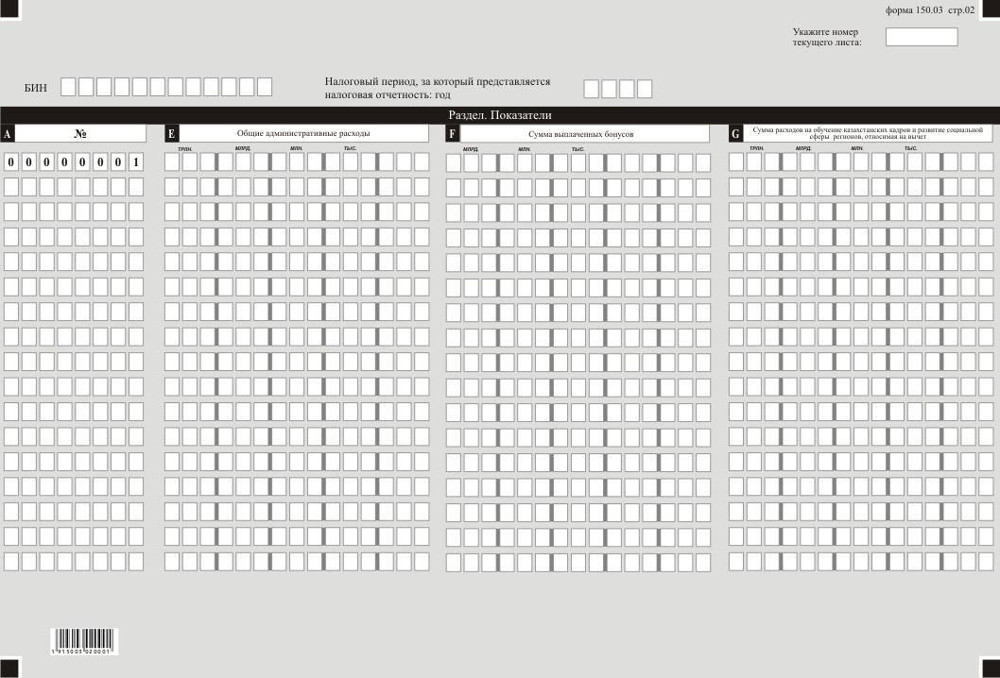 форма 150.03 стр.02
Укажите номер
текущего листа:
БИН
Налоговый период, за который представляется
налоговая отчетность: год
Раздел. Показатели
A №
E Общие административные расходы
F Сумма выплаченных бонусов
G Сумма расходов на обучение казахстанских кадров и развитие социальной
сферы регионов, относимая на вычет
ТРЛН. МЛРД. МЛН. ТЫС.
МЛРД. МЛН. ТЫС.
ТРЛН. МЛРД. МЛН. ТЫС.
0 0 0 0 0 0 0 1
1 915003 020001